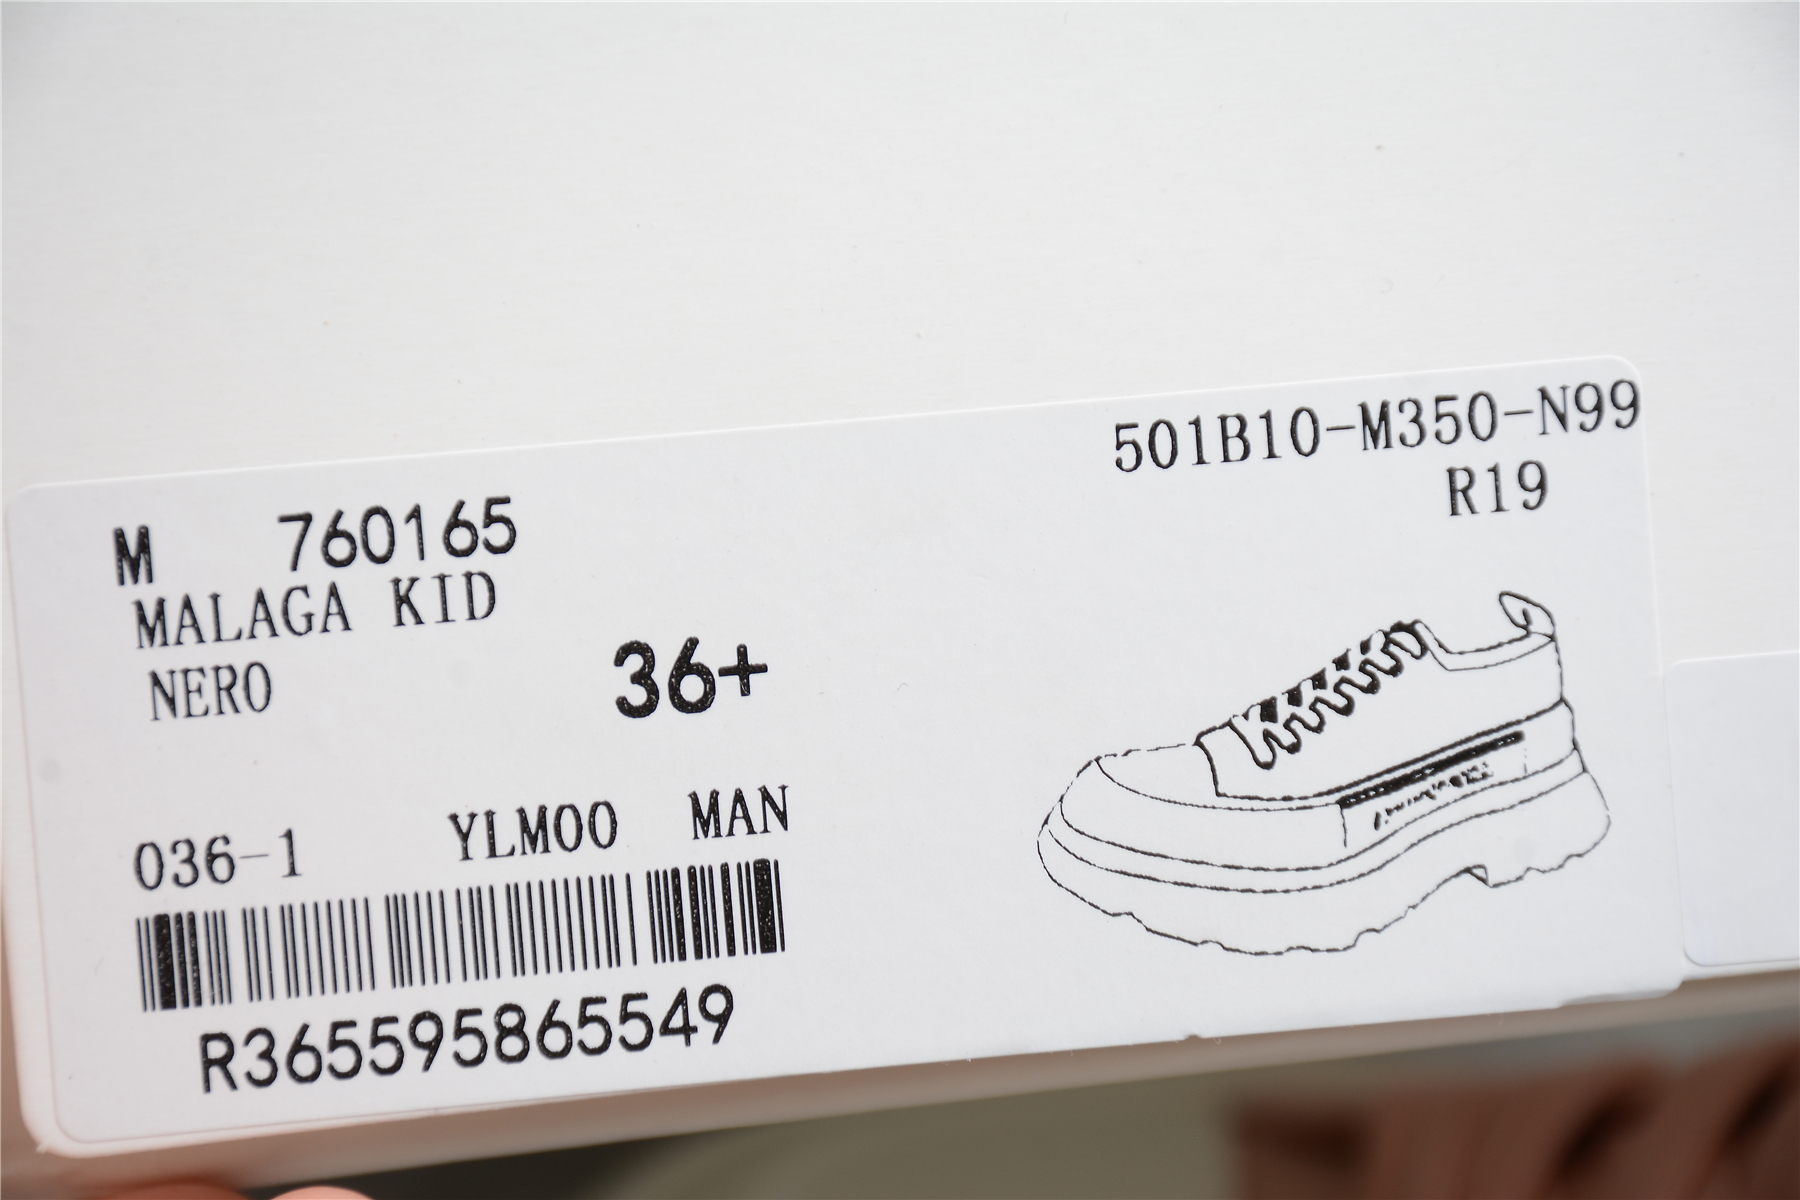 501B10-M350-N99
R19
M 760165
MALAGA KID
NERO
36+
036-1 YLM00 MAN
R365595865549